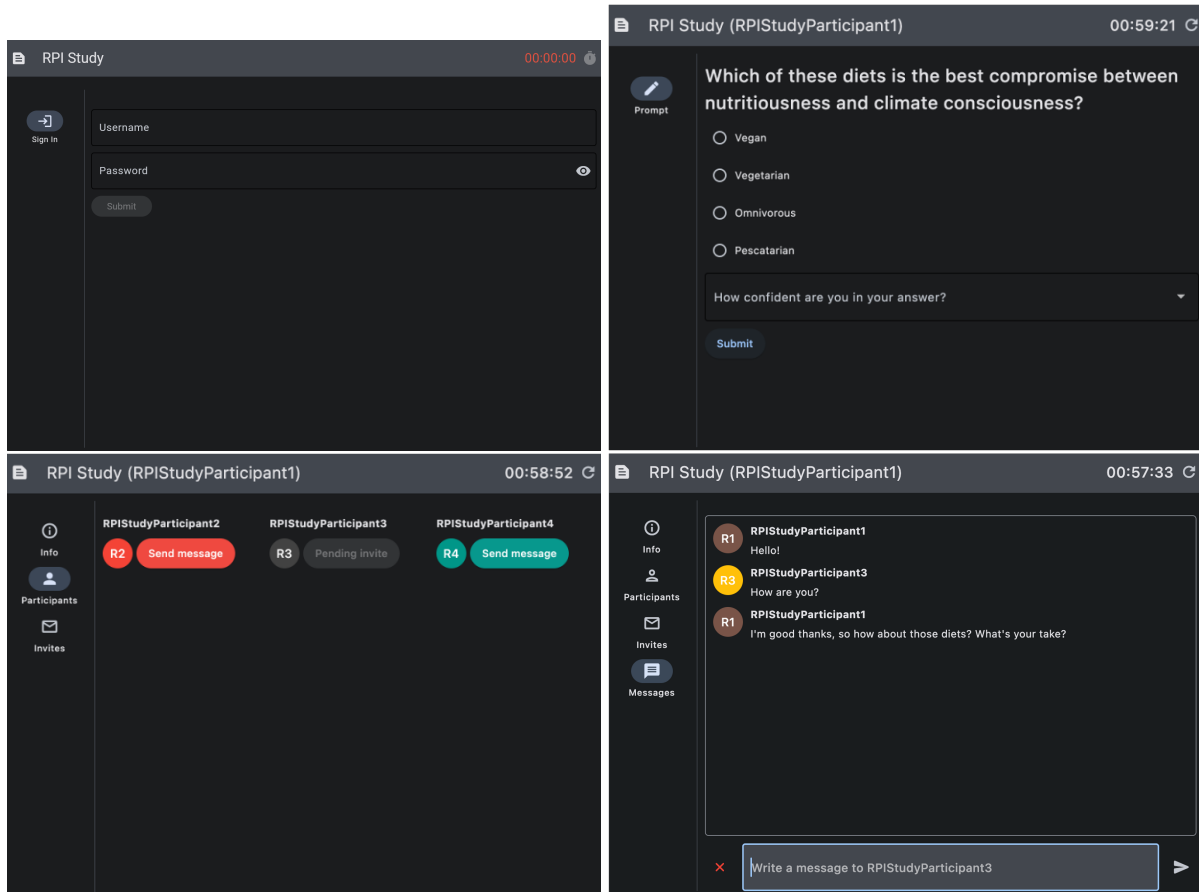 RPI Study
00:00:00
Sign In
Username
Password
Submit
RPI Study (RPIStudyParticipant1)
00:59:21
Prompt
Which of these diets is the best compromise between
nutritiousness and climate consciousness?
Vegan
Vegetarian
Omnivorous
Pescatarian
How confident are you in your answer?
Submit
RPI Study (RPIStudyParticipant1)
00:58:52
Info
Participants
Invites
RPIStudyParticipant2
R2 Send message
RPIStudyParticipant3
R3 Pending invite
RPIStudyParticipant4
R4 Send message
RPI Study (RPIStudyParticipant1)
00:57:33
Info
Participants
Invites
Messages
R1 RPIStudyParticipant1
Hello!
R3 RPIStudyParticipant3
How are you?
R1 RPIStudyParticipant1
I'm good thanks, so how about those diets? What's your take?
Write a message to RPIStudyParticipant3